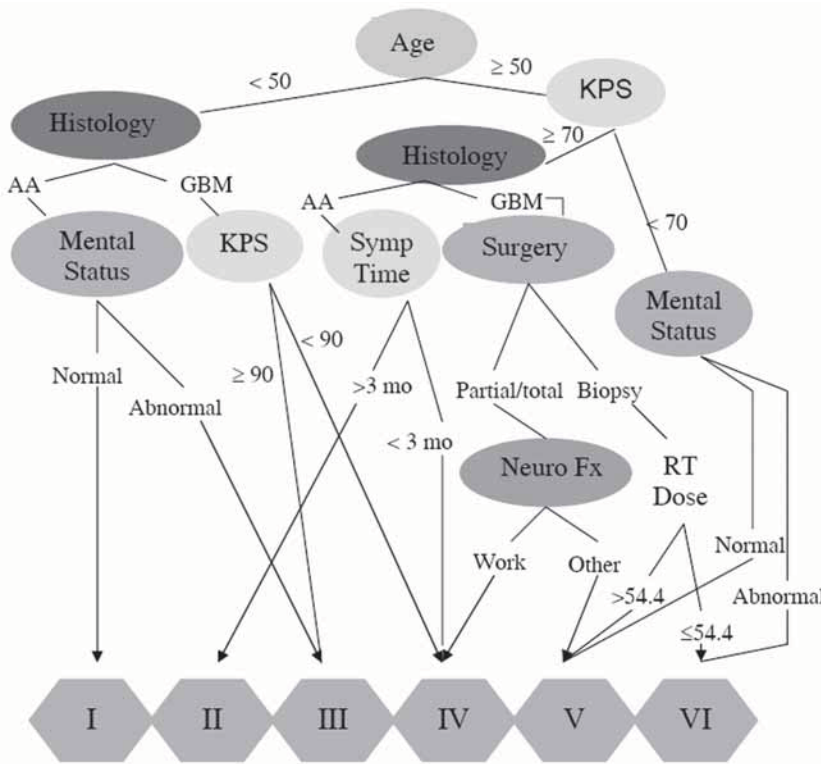 Age
< 50
≥ 50
KPS
Histology
≥ 70
Histology
AA
GBM
AA
GBM
< 70
Mental
Status
KPS
Symp
Time
Surgery
Mental
Status
< 90
Normal
≥ 90
>3 mo
Partial/total
Biopsy
Abnormal
< 3 mo
Neuro Fx
RT
Dose
Normal
Work
Other
>54.4
Abnormal
≤54.4
I
II
III
IV
V
VI